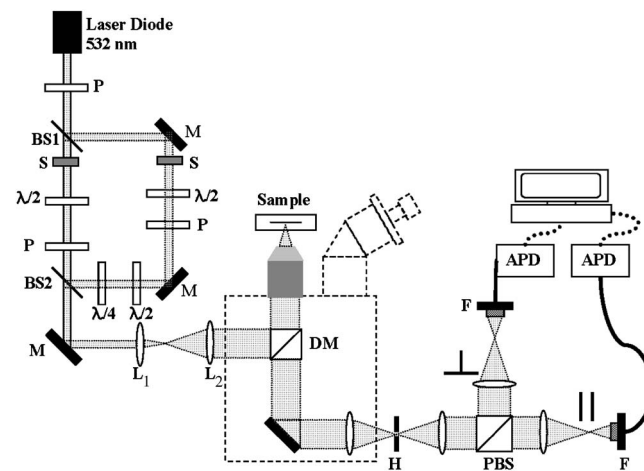 Laser Diode
532 nm
P
BS1
M
S
S
λ/2
λ/2
P
P
BS2
M
λ/4
λ/2
M
L1
L2
Sample
DM
H
PBS
F
F
APD
APD
⊥
||